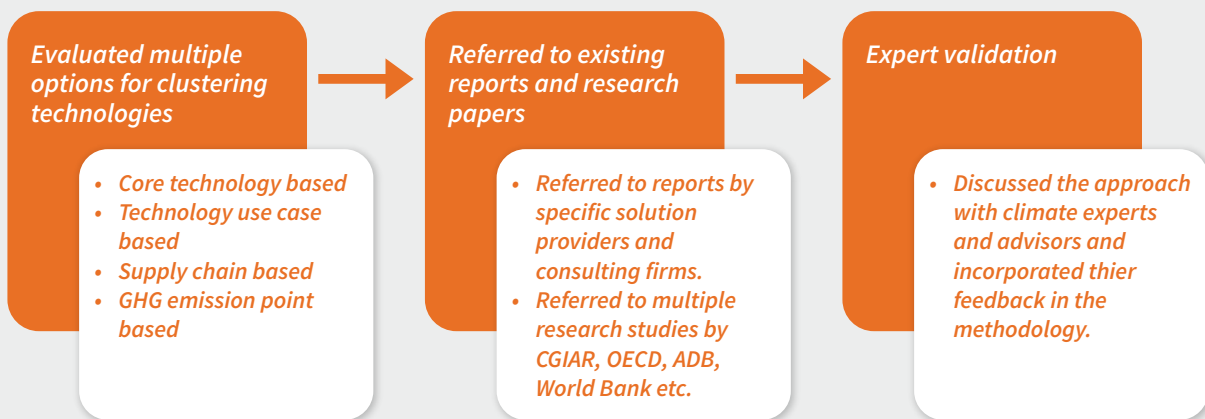 Evaluated multiple
options for clustering
technologies
• Core technology based
• Technology use case
based
• Supply chain based
• GHG emission point
based
Referred to existing
reports and research
papers
• Referred to reports by
specific solution
providers and
consulting firms.
• Referred to multiple
research studies by
CGIAR, OECD, ADB,
World Bank etc.
Expert validation
• Discussed the approach
with climate experts
and advisors and
incorporated thier
feedback in the
methodology.